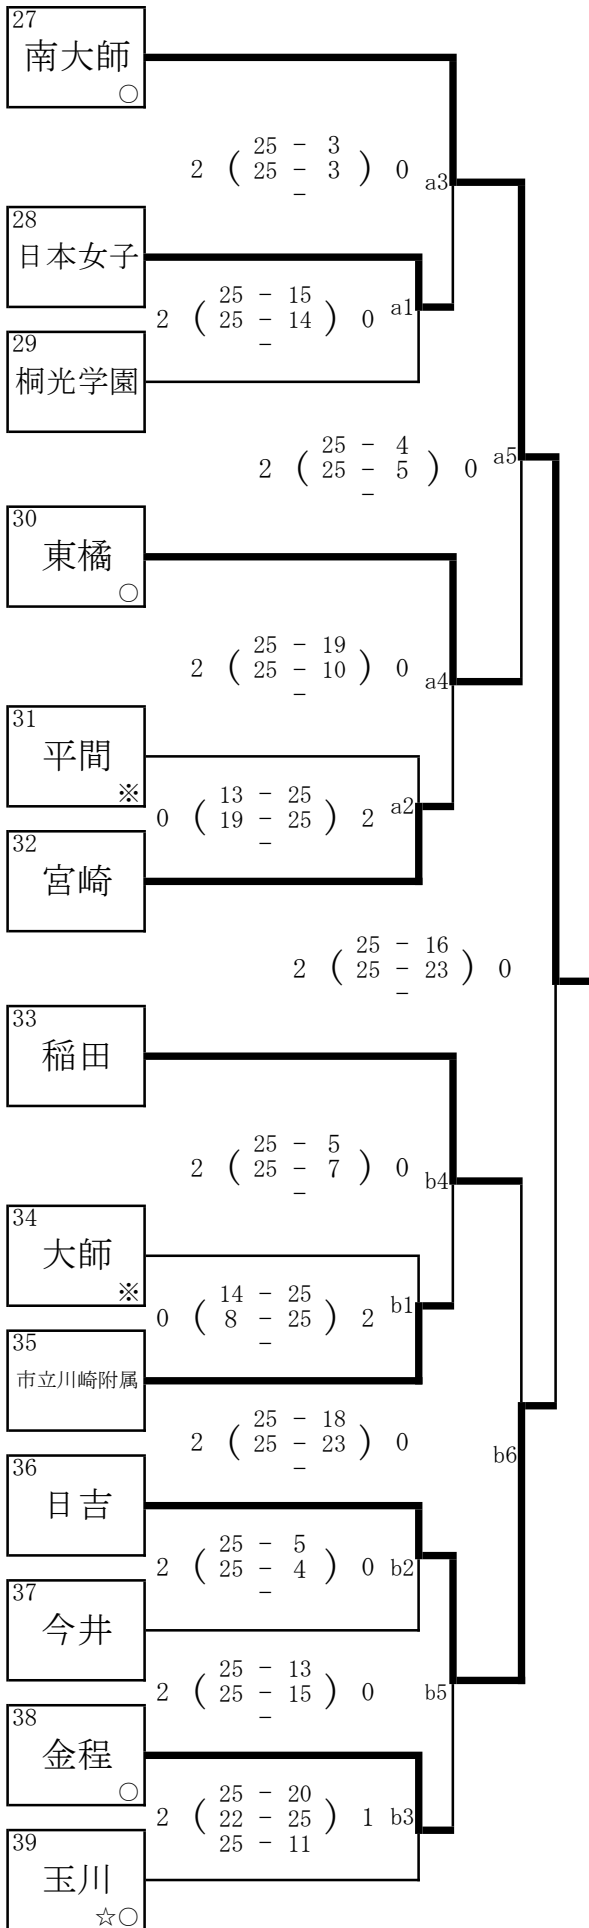 27
南大師
○
25 - 3
2 ( 25 - 3 ) 0
-
a3
28
日本女子
25 - 15
2 ( 25 - 14 ) 0
-
a1
29
桐光学園
25 - 4
2 ( 25 - 5 ) 0
-
a5
30
東橘
○
25 - 19
2 ( 25 - 10 ) 0
-
a4
31
平間
※
13 - 25
0 ( 19 - 25 ) 2
-
a2
32
宮崎
25 - 16
2 ( 25 - 23 ) 0
-
33
稲田
25 - 5
2 ( 25 - 7 ) 0
-
b4
34
大師
※
14 - 25
0 ( 8 - 25 ) 2
-
b1
35
市立川崎附属
25 - 18
2 ( 25 - 23 ) 0
-
b6
36
日吉
25 - 5
2 ( 25 - 4 ) 0
-
b2
37
今井
25 - 13
2 ( 25 - 15 ) 0
-
b5
38
金程
○
25 - 20
2 ( 22 - 25 ) 1
25 - 11
b3
39
玉川
☆○